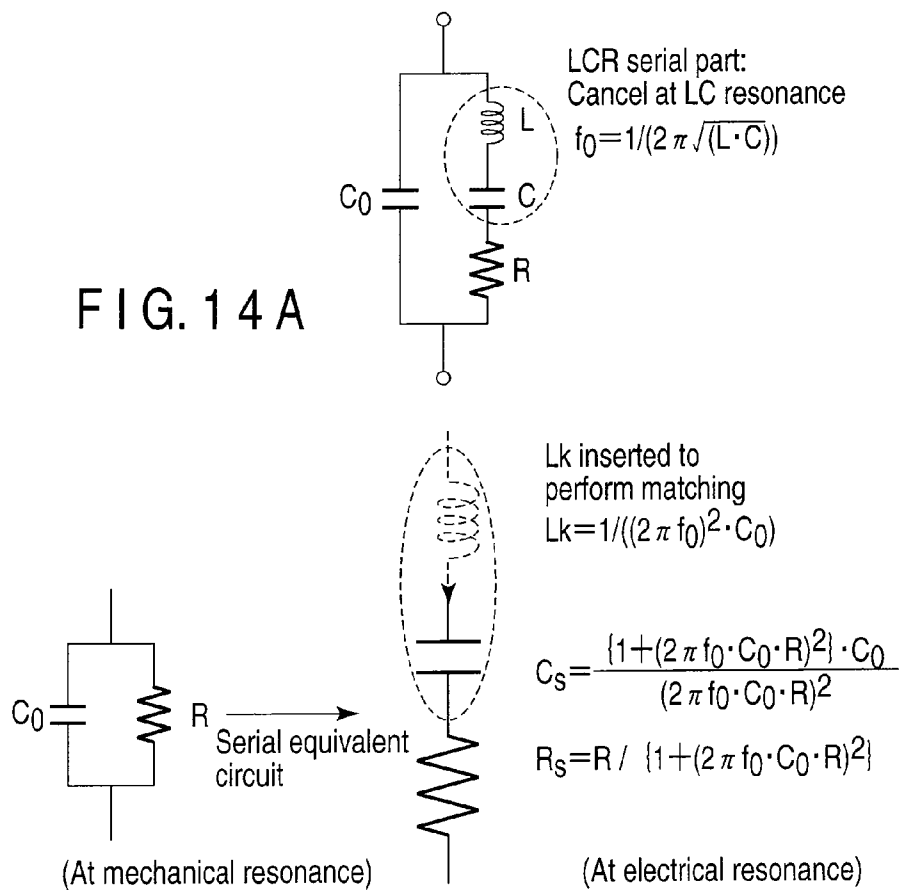 LCR serial part:
Cancel at LC resonance
f₀=1/(2π√(L·C))
L
C₀
C
R
FIG. 14A
Lk inserted to
perform matching
Lk=1/((2πf₀)²·C₀)
Cₛ={1+(2πf₀·C₀·R)²}·C₀/(2πf₀·C₀·R)²
C₀
R
Serial equivalent
circuit
Rₛ=R / {1+(2πf₀·C₀·R)²}
(At mechanical resonance)
(At electrical resonance)